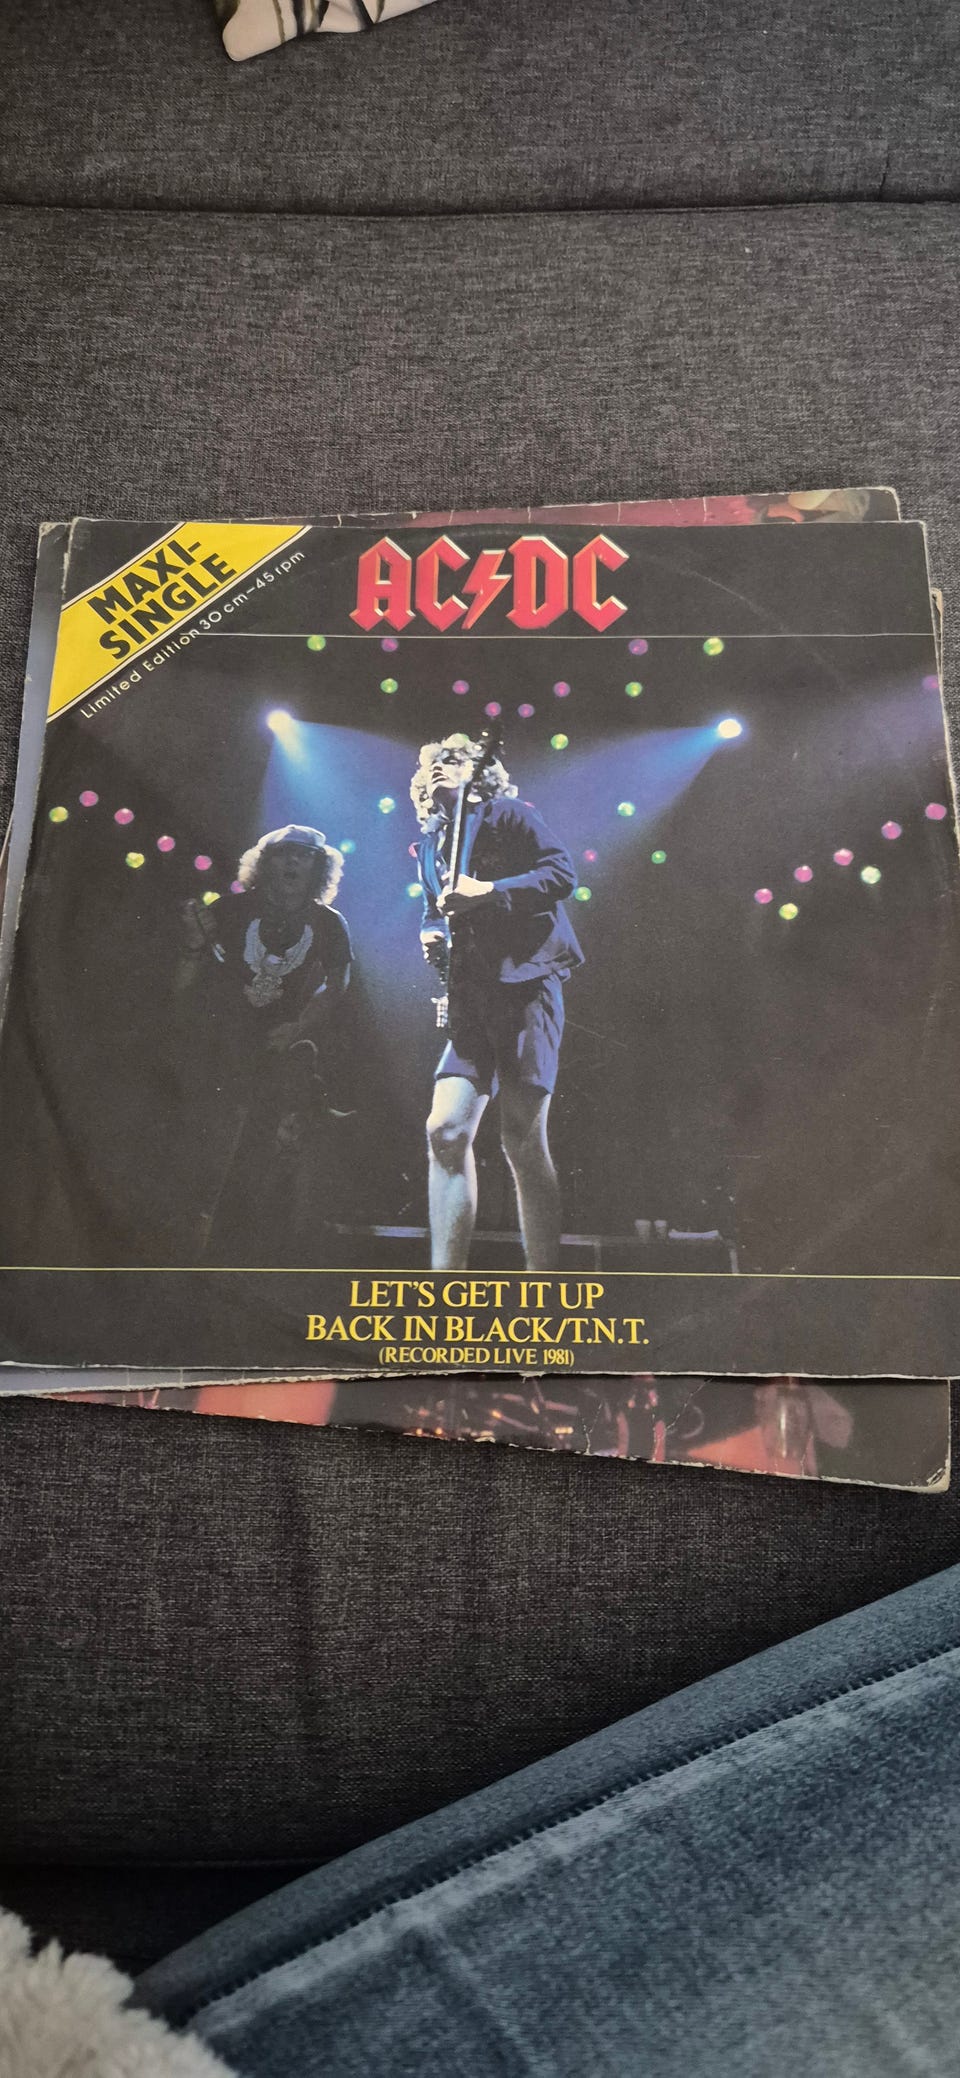 MAXI-
SINGLE
Limited Edition 30 cm–45 rpm
AC⚡DC
LET'S GET IT UP
BACK IN BLACK/T.N.T.
(RECORDED LIVE 1981)